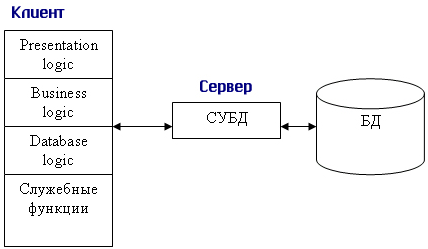 Клиент
Presentation
logic
Business
logic
Database
logic
Служебные
функции
Сервер
СУБД
БД